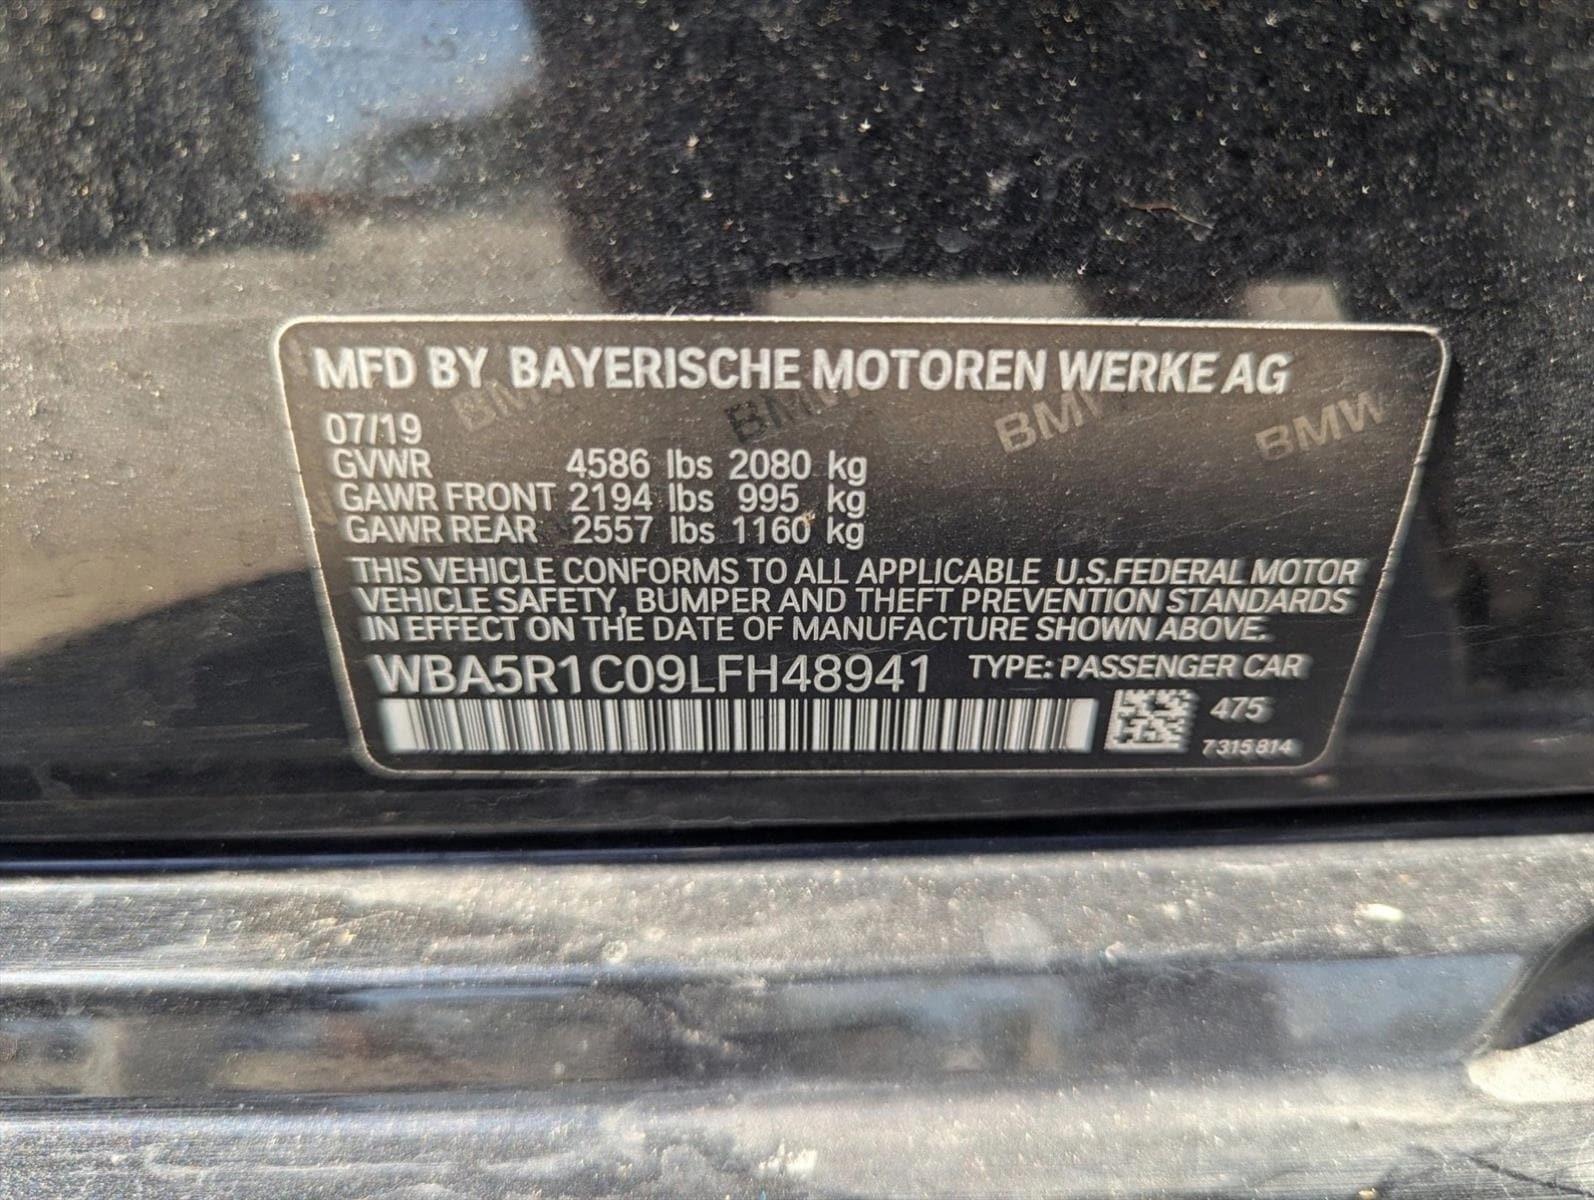 MFD BY BAYERISCHE MOTOREN WERKE AG
BMW BMW BMW BMW
07/19
GVWR 4586 lbs 2080 kg
GAWR FRONT 2194 lbs 995 kg
GAWR REAR 2557 lbs 1160 kg
THIS VEHICLE CONFORMS TO ALL APPLICABLE U.S.FEDERAL MOTOR
VEHICLE SAFETY, BUMPER AND THEFT PREVENTION STANDARDS
IN EFFECT ON THE DATE OF MANUFACTURE SHOWN ABOVE.
WBA5R1C09LFH48941 TYPE: PASSENGER CAR
475
7315814